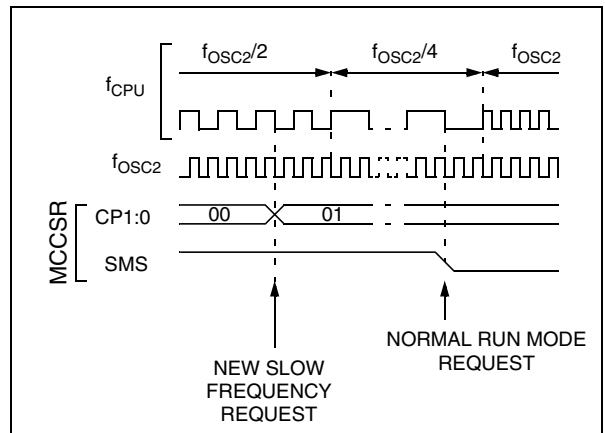 fOSC2/2 fOSC2/4 fOSC2
fCPU
fOSC2
MCCSR
CP1:0 00 01
SMS
NEW SLOW
FREQUENCY
REQUEST
NORMAL RUN MODE
REQUEST